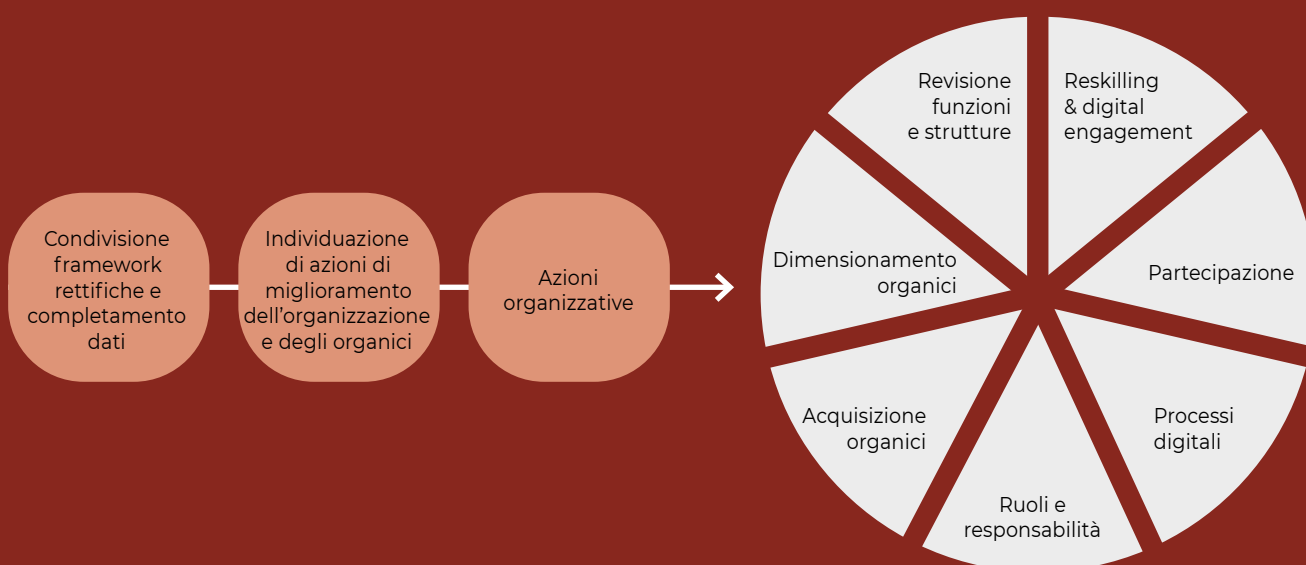 Condivisione
framework
rettifiche e
completamento
dati
Individuazione
di azioni di
miglioramento
dell'organizzazione
e degli organici
Azioni
organizzative
Revisione
funzioni
e strutture
Reskilling
& digital
engagement
Partecipazione
Processi
digitali
Ruoli e
responsabilità
Acquisizione
organici
Dimensionamento
organici